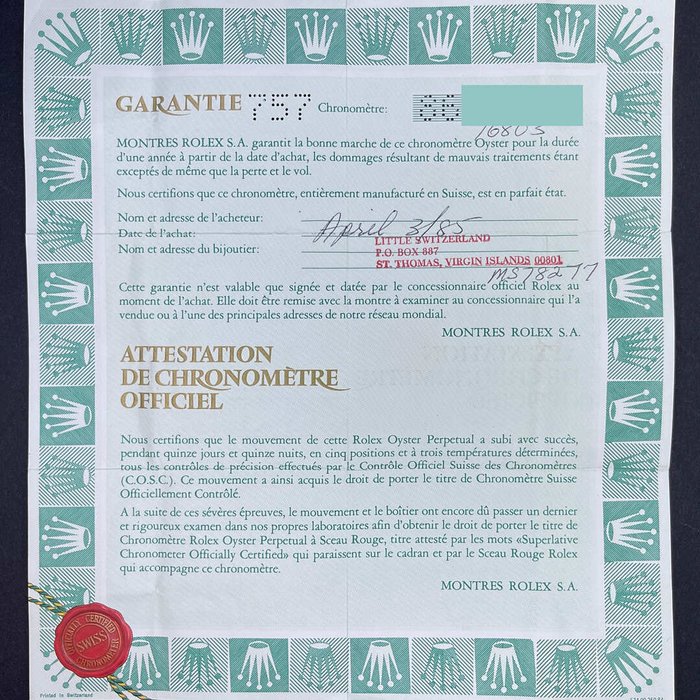 GARANTIE 757 Chronomètre:
16803
MONTRES ROLEX S.A. garantit la bonne marche de ce chronomètre Oyster pour la durée
d'une année à partir de la date d'achat, les dommages résultant de mauvais traitements étant
exceptés de même que la perte et le vol.
Nous certifions que ce chronomètre, entièrement manufacturé en Suisse, est en parfait état.
Nom et adresse de l'acheteur:
Date de l'achat: April 3/85
Nom et adresse du bijoutier: LITTLE SWITZERLAND
P.O. BOX 887
ST. THOMAS, VIRGIN ISLANDS 00801
MS78277
Cette garantie n'est valable que signée et datée par le concessionnaire officiel Rolex au
moment de l'achat. Elle doit être remise avec la montre à examiner au concessionnaire qui l'a
vendue ou à l'une des principales adresses de notre réseau mondial.
MONTRES ROLEX S.A.
ATTESTATION
DE CHRONOMÈTRE
OFFICIEL
Nous certifions que le mouvement de cette Rolex Oyster Perpetual a subi avec succès,
pendant quinze jours et quinze nuits, en cinq positions et à trois températures déterminées,
tous les contrôles de précision effectués par le Contrôle Officiel Suisse des Chronomètres
(C.O.S.C.). Ce mouvement a ainsi acquis le droit de porter le titre de Chronomètre Suisse
Officiellement Contrôlé.
A la suite de ces sévères épreuves, le mouvement et le boîtier ont encore dû passer un dernier
et rigoureux examen dans nos propres laboratoires afin d'obtenir le droit de porter le titre de
Chronomètre Rolex Oyster Perpetual à Sceau Rouge, titre attesté par les mots «Superlative
Chronometer Officially Certified» qui paraissent sur le cadran et par le Sceau Rouge Rolex
qui accompagne ce chronomètre.
MONTRES ROLEX S.A.
OFFICIALLY CERTIFIED
SWISS
CHRONOMETER
Printed in Switzerland